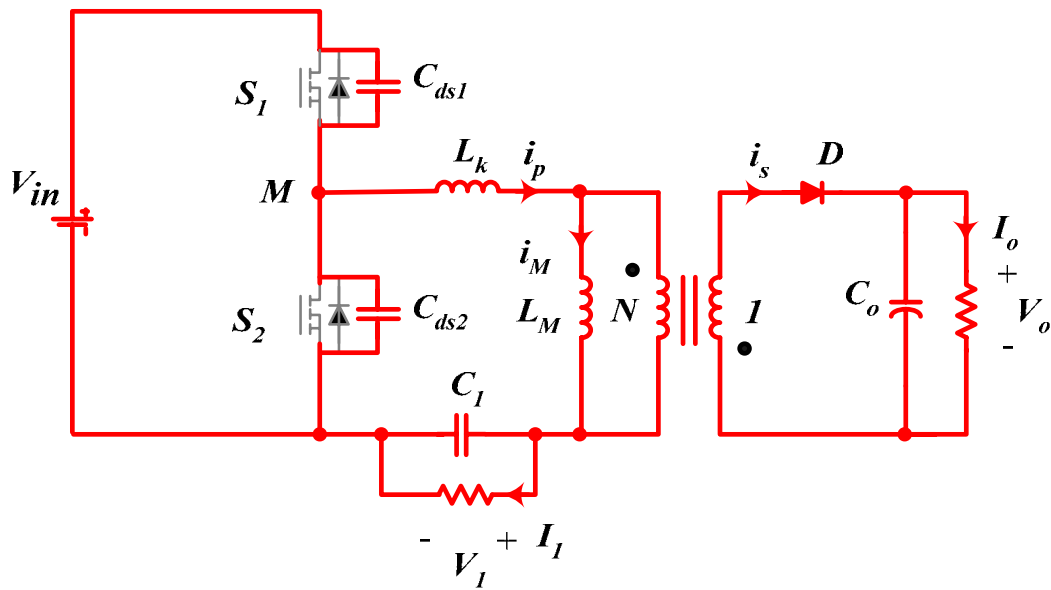 C_ds1
S_1
L_k
i_p
i_s
D
V_in
M
I_o
i_M
+
C_ds2
S_2
L_M
N
1
C_o
V_o
-
C_1
- V_1 + I_1